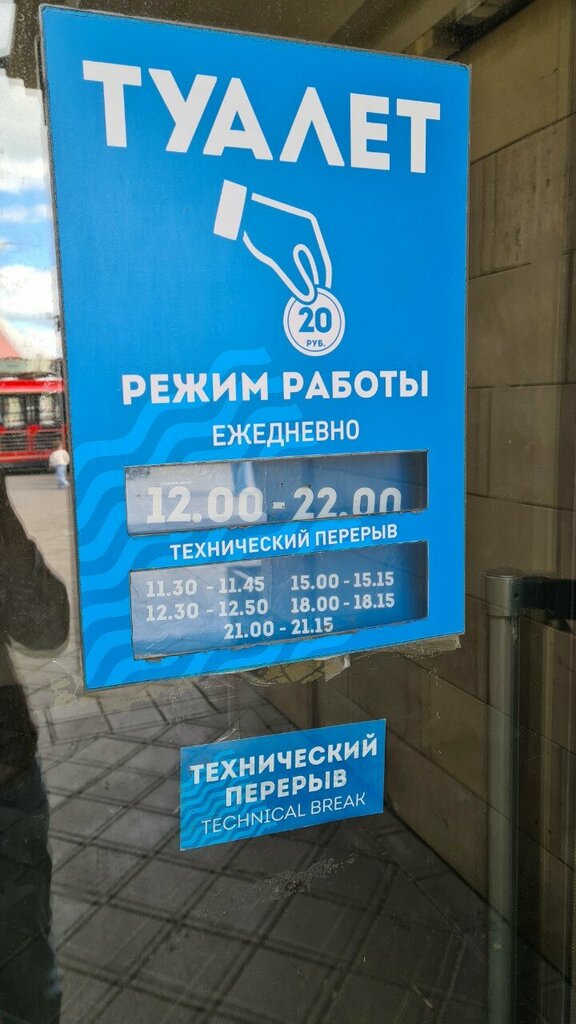 ТУАЛЕТ
20
РУБ.
РЕЖИМ РАБОТЫ
ЕЖЕДНЕВНО
12.00 - 22.00
ТЕХНИЧЕСКИЙ ПЕРЕРЫВ
11.30 - 11.45 15.00 - 15.15
12.30 - 12.50 18.00 - 18.15
21.00 - 21.15
ТЕХНИЧЕСКИЙ
ПЕРЕРЫВ
TECHNICAL BREAK